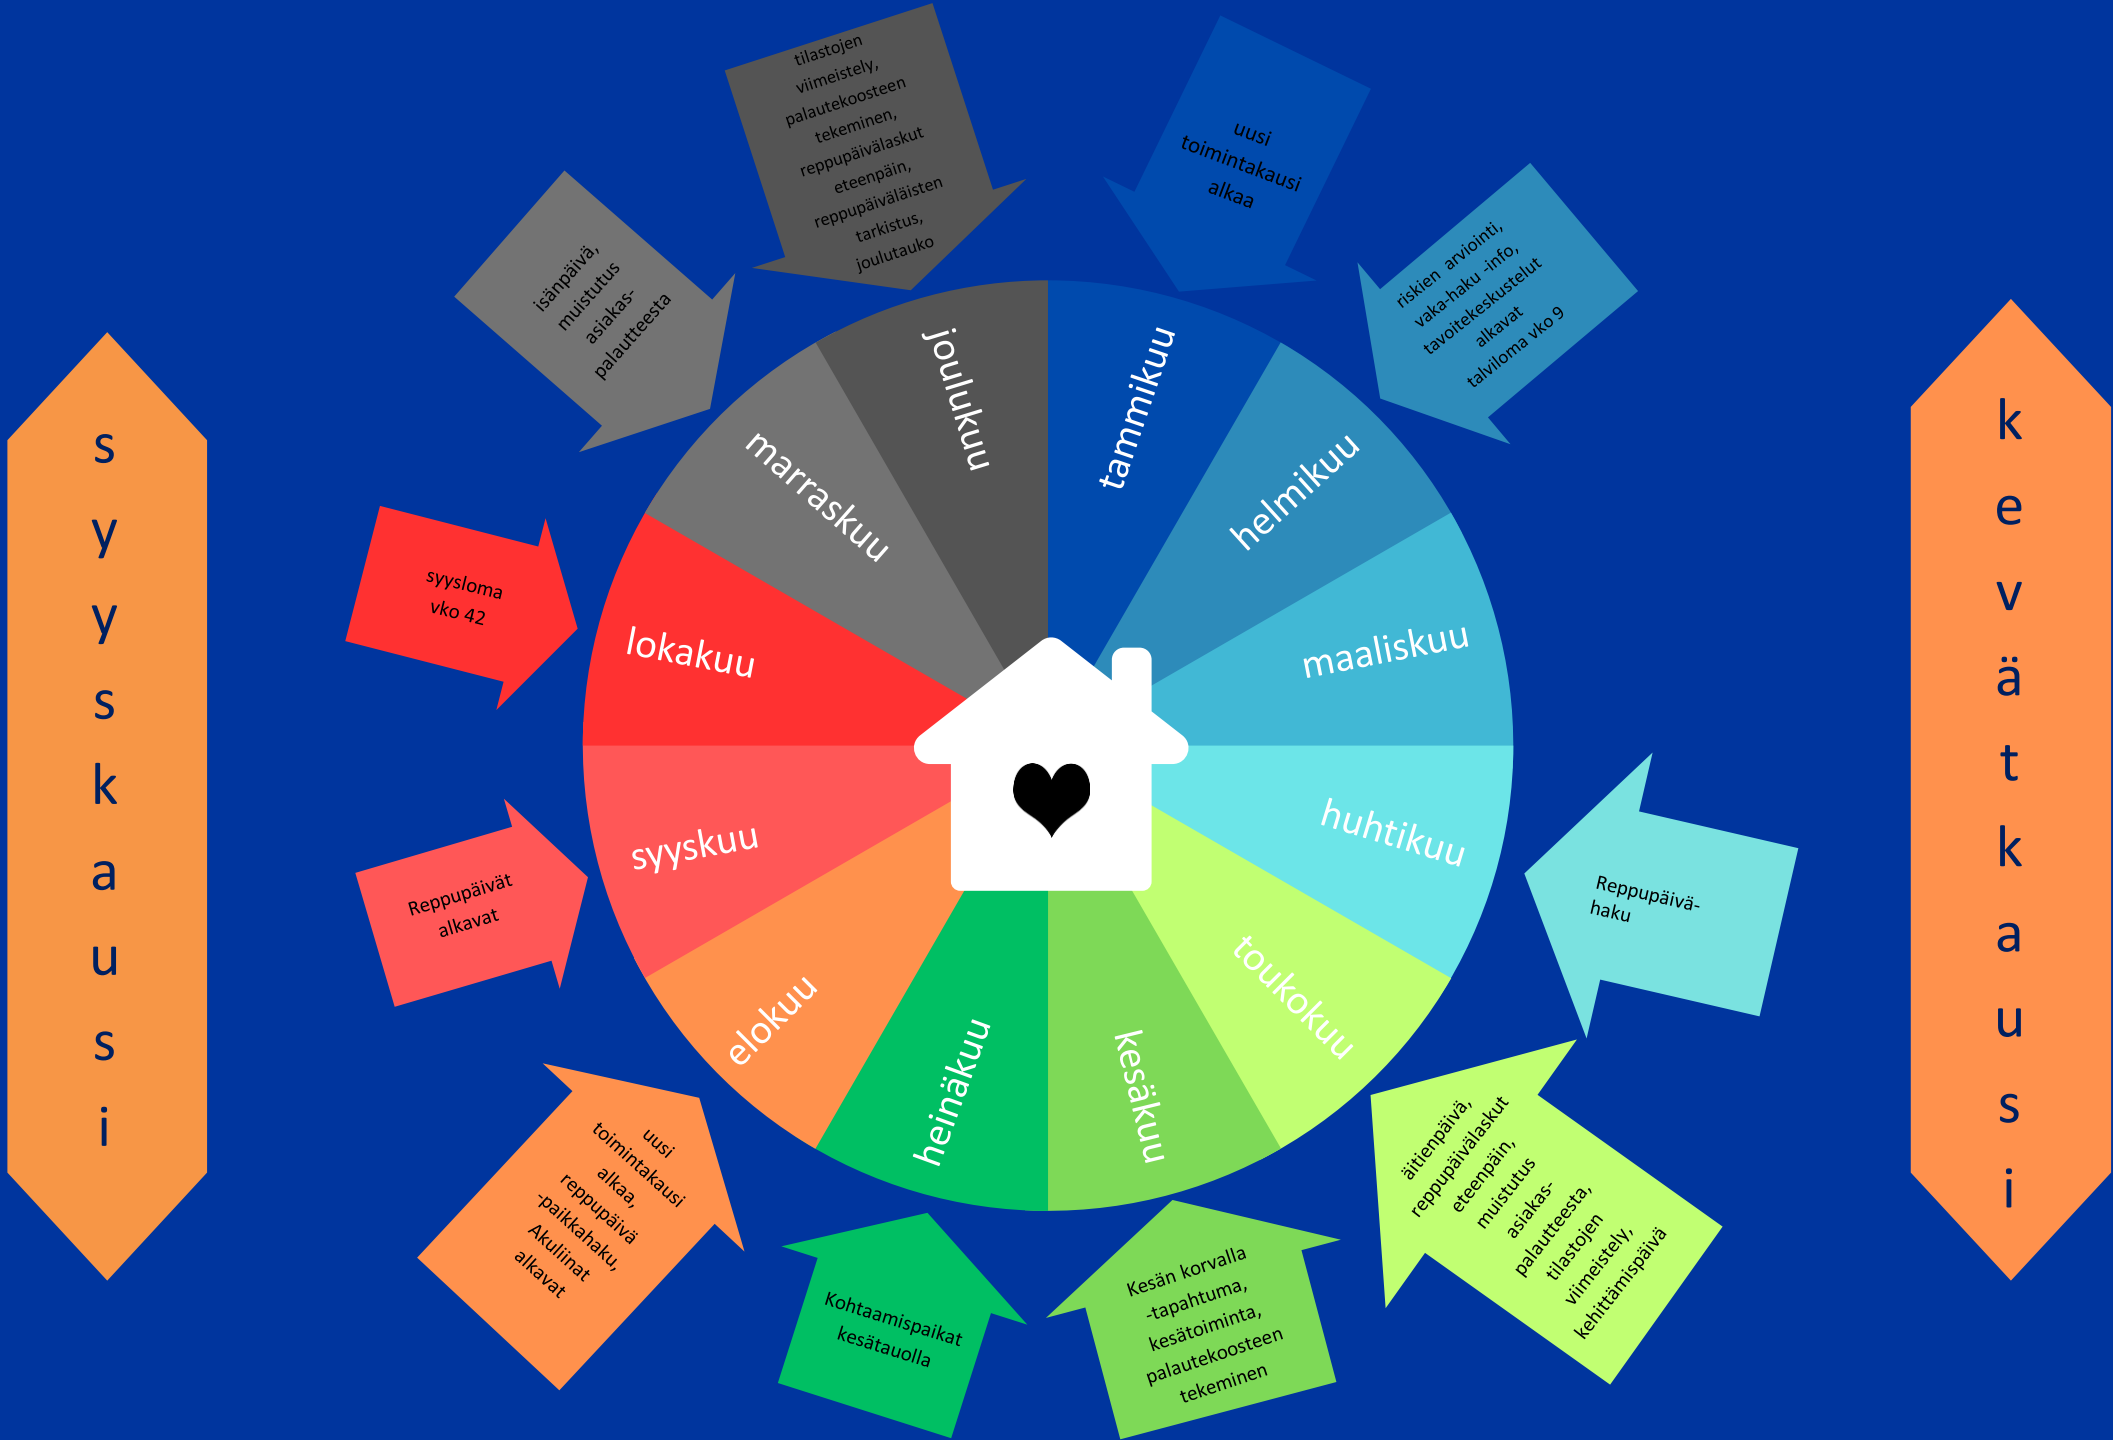 s
y
y
s
k
a
u
s
i
k
e
v
ä
t
k
a
u
s
i
tammikuu
helmikuu
maaliskuu
huhtikuu
toukokuu
kesäkuu
heinäkuu
elokuu
syyskuu
lokakuu
marraskuu
joulukuu
uusi
toimintakausi
alkaa
riskien arviointi,
vaka-haku -info,
tavoitekeskustelut
alkavat
talviloma vko 9
Reppupäivä-
haku
äitienpäivä,
reppupäivälaskut
eteenpäin,
muistutus
asiakas-
palautteesta,
tilastojen
viimeistely,
kehittämispäivä
Kesän korvalla
-tapahtuma,
kesätoiminta,
palautekoosteen
tekeminen
Kohtaamispaikat
kesätauolla
uusi
toimintakausi
alkaa,
reppupäivä
-paikkahaku,
Akuliinat
alkavat
Reppupäivät
alkavat
syysloma
vko 42
isänpäivä,
muistutus
asiakas-
palautteesta
tilastojen
viimeistely,
palautekoosteen
tekeminen,
reppupäivälaskut
eteenpäin,
reppupäiväläisten
tarkistus,
joulutauko